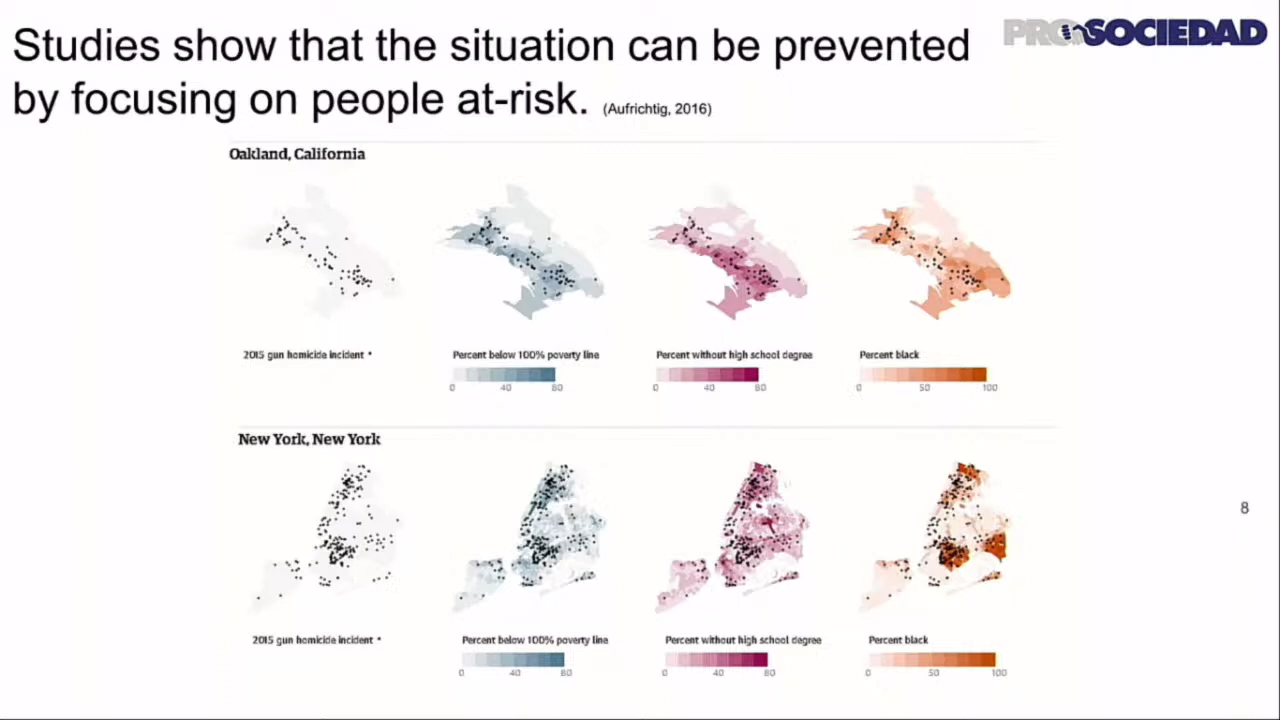 Studies show that the situation can be prevented
by focusing on people at-risk. (Aufrichtig, 2016)
PROSOCIEDAD
Oakland, California
2015 gun homicide incident •
Percent below 100% poverty line
0 40 80
Percent without high school degree
0 40 80
Percent black
0 50 100
New York, New York
2015 gun homicide incident •
Percent below 100% poverty line
0 40 80
Percent without high school degree
0 40 80
Percent black
0 50 100
8